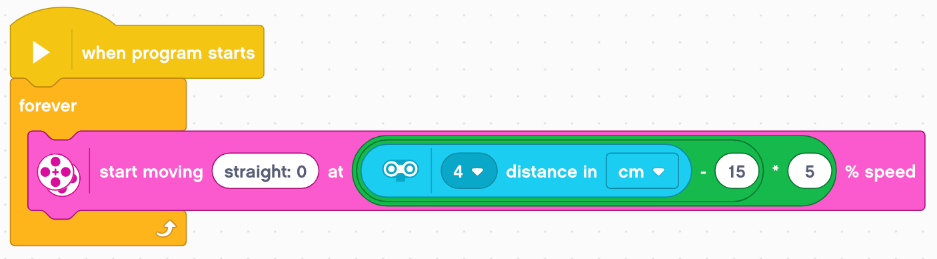 when program starts
forever
start moving straight: 0 at 4 distance in cm - 15 * 5 % speed